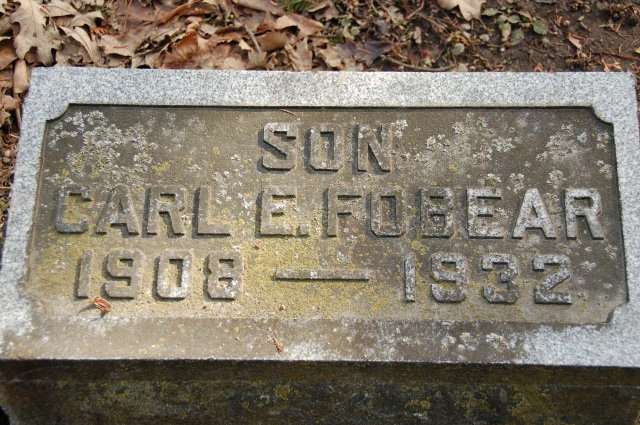 SON
CARL E. FOBEAR
1908 — 1932